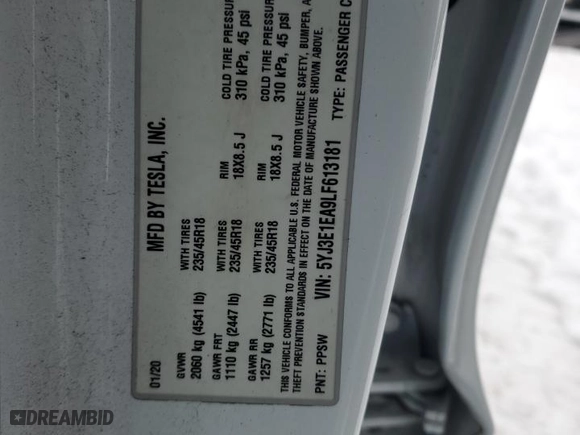 MFD BY TESLA, INC.
01/20
GVWR WITH TIRES RIM COLD TIRE PRESSURE
2060 kg (4541 lb) 235/45R18
GAWR FRT WITH TIRES RIM COLD TIRE PRESSURE
1110 kg (2447 lb) 235/45R18 18X8.5 J 310 kPa, 45 psi
GAWR RR WITH TIRES RIM
1257 kg (2771 lb) 235/45R18 18X8.5 J 310 kPa, 45 psi
THIS VEHICLE CONFORMS TO ALL APPLICABLE U.S. FEDERAL MOTOR VEHICLE SAFETY, BUMPER,
THEFT PREVENTION STANDARDS IN EFFECT ON THE DATE OF MANUFACTURE SHOWN ABOVE.
PNT: PPSW VIN: 5YJ3E1EA9LF613181 TYPE: PASSENGER
DREAMBID